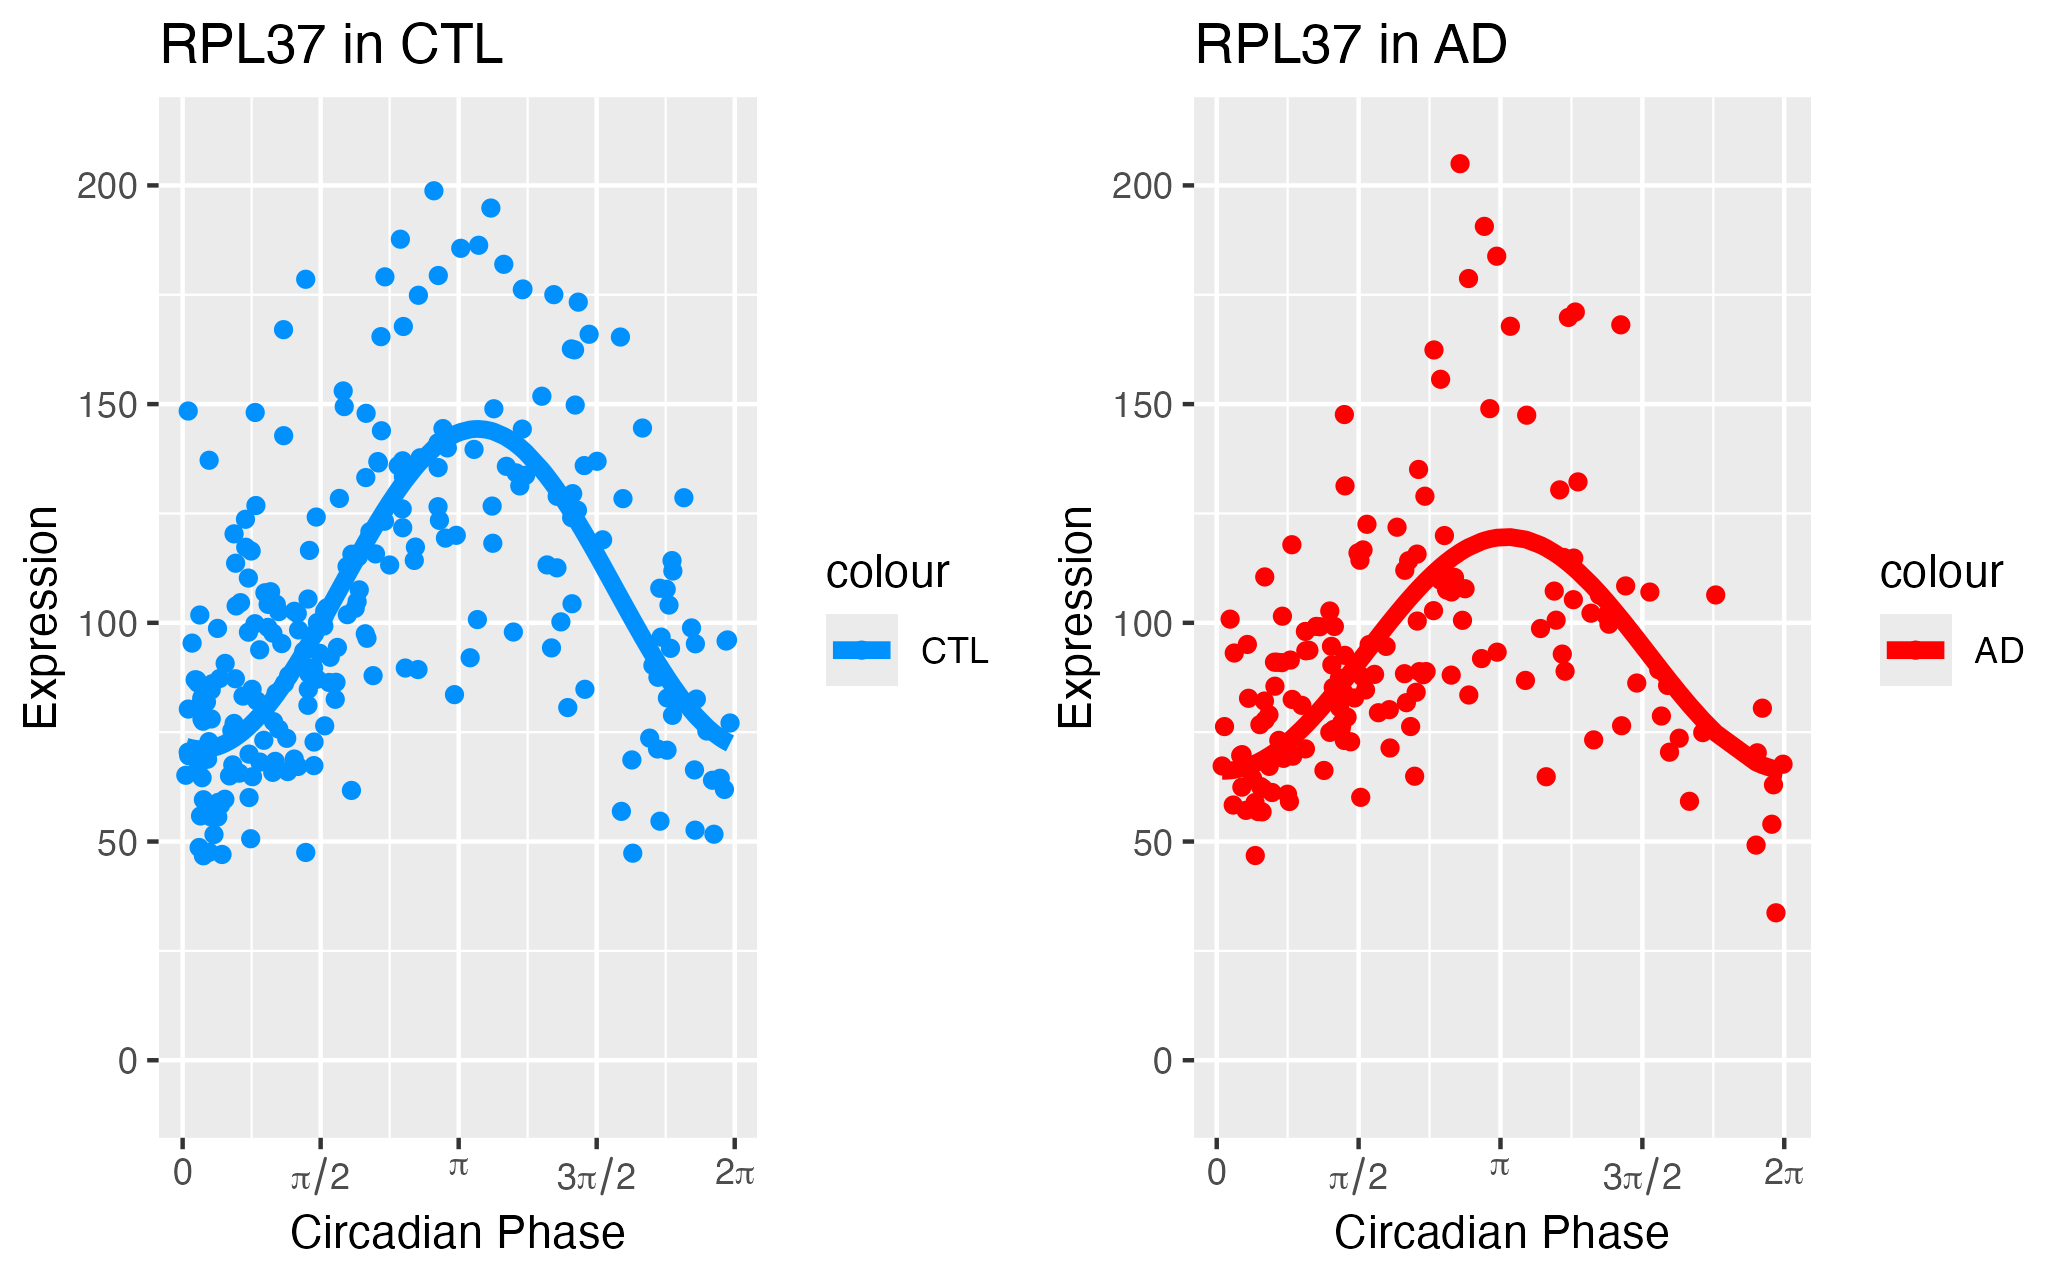 RPL37 in CTL
200
150
100
50
0
Expression
0 π/2 π 3π/2 2π
Circadian Phase
colour
CTL
RPL37 in AD
200
150
100
50
0
Expression
0 π/2 π 3π/2 2π
Circadian Phase
colour
AD